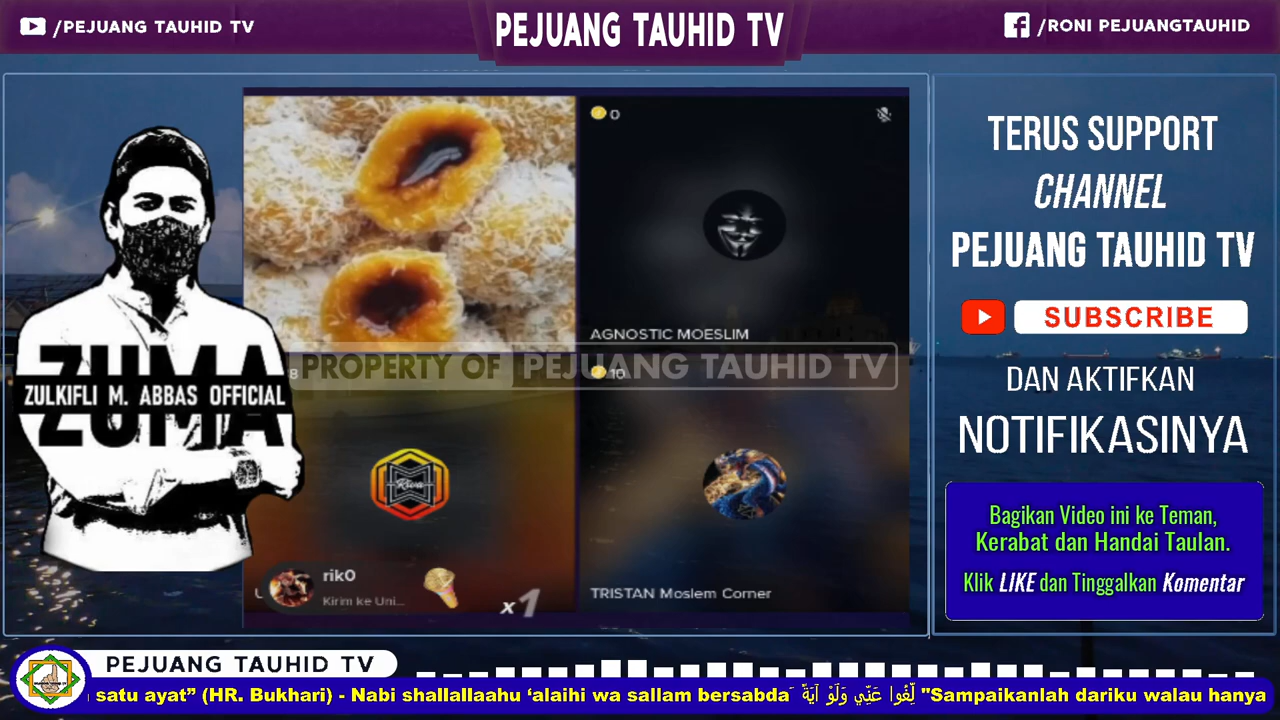 /PEJUANG TAUHID TV
PEJUANG TAUHID TV
/RONI PEJUANGTAUHID
0
AGNOSTIC MOESLIM
TERUS SUPPORT
CHANNEL
PEJUANG TAUHID TV
SUBSCRIBE
DAN AKTIFKAN
NOTIFIKASINYA
Bagikan Video ini ke Teman,
Kerabat dan Handai Taulan.
Klik LIKE dan Tinggalkan Komentar
ZUMA
ZULKIFLI M. ABBAS OFFICIAL
8
10
PROPERTY OF PEJUANG TAUHID TV
Riva
rik0
Kirim ke Uni...
x1
TRISTAN Moslem Corner
PEJUANG TAUHID TV
satu ayat” (HR. Bukhari) - Nabi shallallaahu ‘alaihi wa sallam bersabda َ لِّغُوا عَنِّي وَلَوْ آيَةً "Sampaikanlah dariku walau hanya